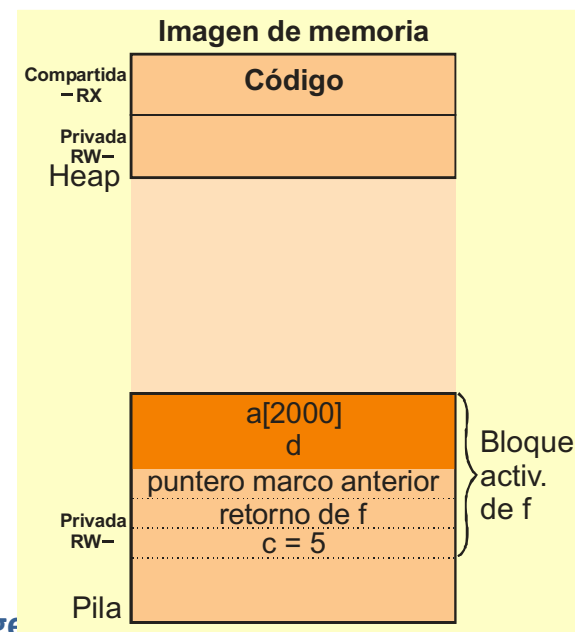 Imagen de memoria
Compartida
– RX
Código
Privada
RW–
Heap
a[2000]
d
puntero marco anterior
retorno de f
c = 5
Bloque
activ.
de f
Privada
RW–
Pila